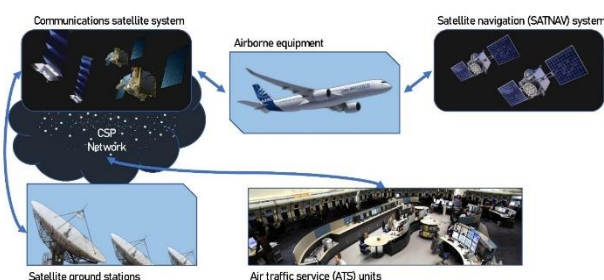 Communications satellite system
Airborne equipment
Satellite navigation (SATNAV) system
CSP
Network
Satellite ground stations
Air traffic service (ATS) units